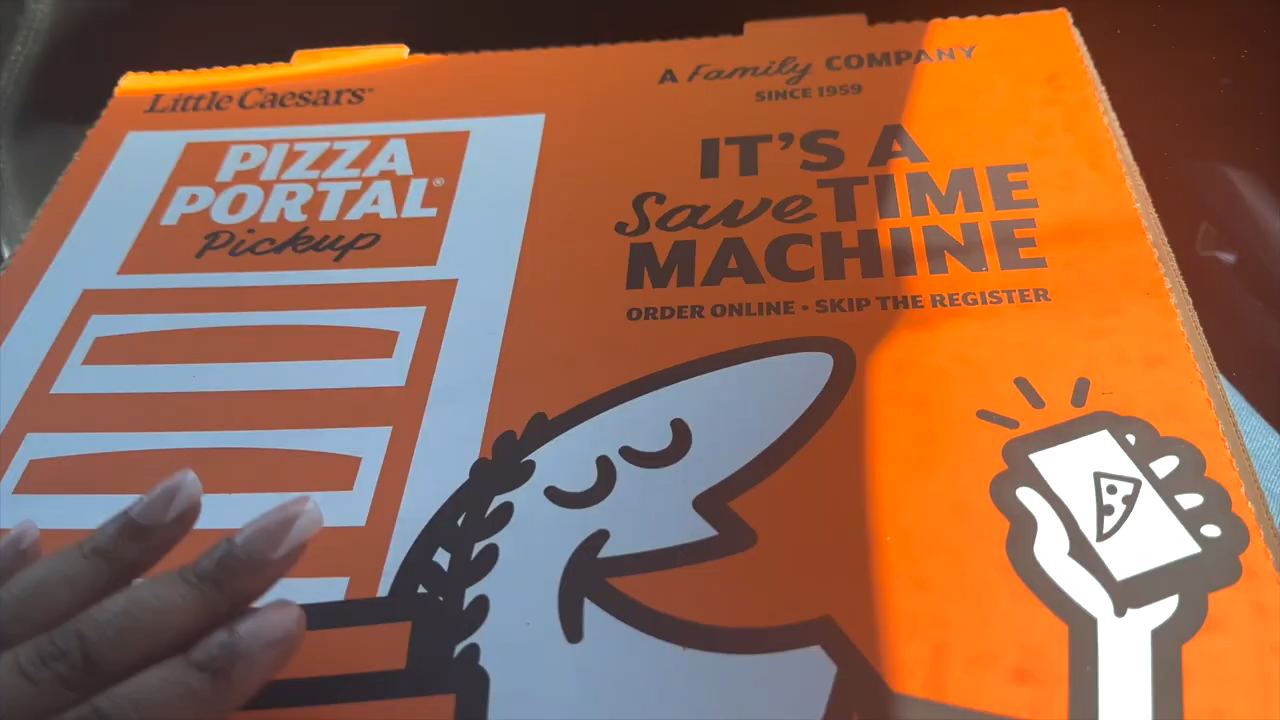 Little Caesars®
PIZZA
PORTAL®
Pickup
A Family COMPANY
SINCE 1959
IT'S A
Save TIME
MACHINE
ORDER ONLINE • SKIP THE REGISTER